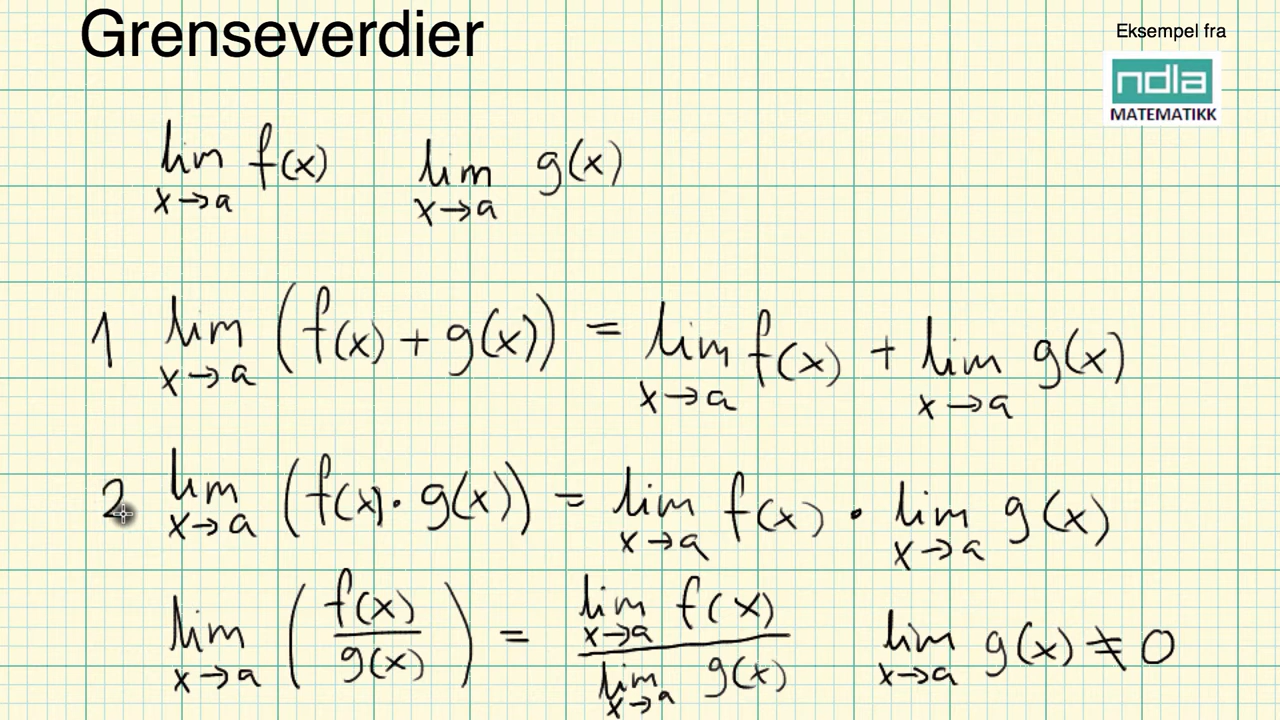 Grenseverdier
Eksempel fra
ndla
MATEMATIKK
lim x→a f(x)   lim x→a g(x)
1 lim x→a (f(x) + g(x)) = lim x→a f(x) + lim x→a g(x)
2 lim x→a (f(x) · g(x)) = lim x→a f(x) · lim x→a g(x)
lim x→a (f(x)/g(x)) = lim x→a f(x) / lim x→a g(x)   lim x→a g(x) ≠ 0